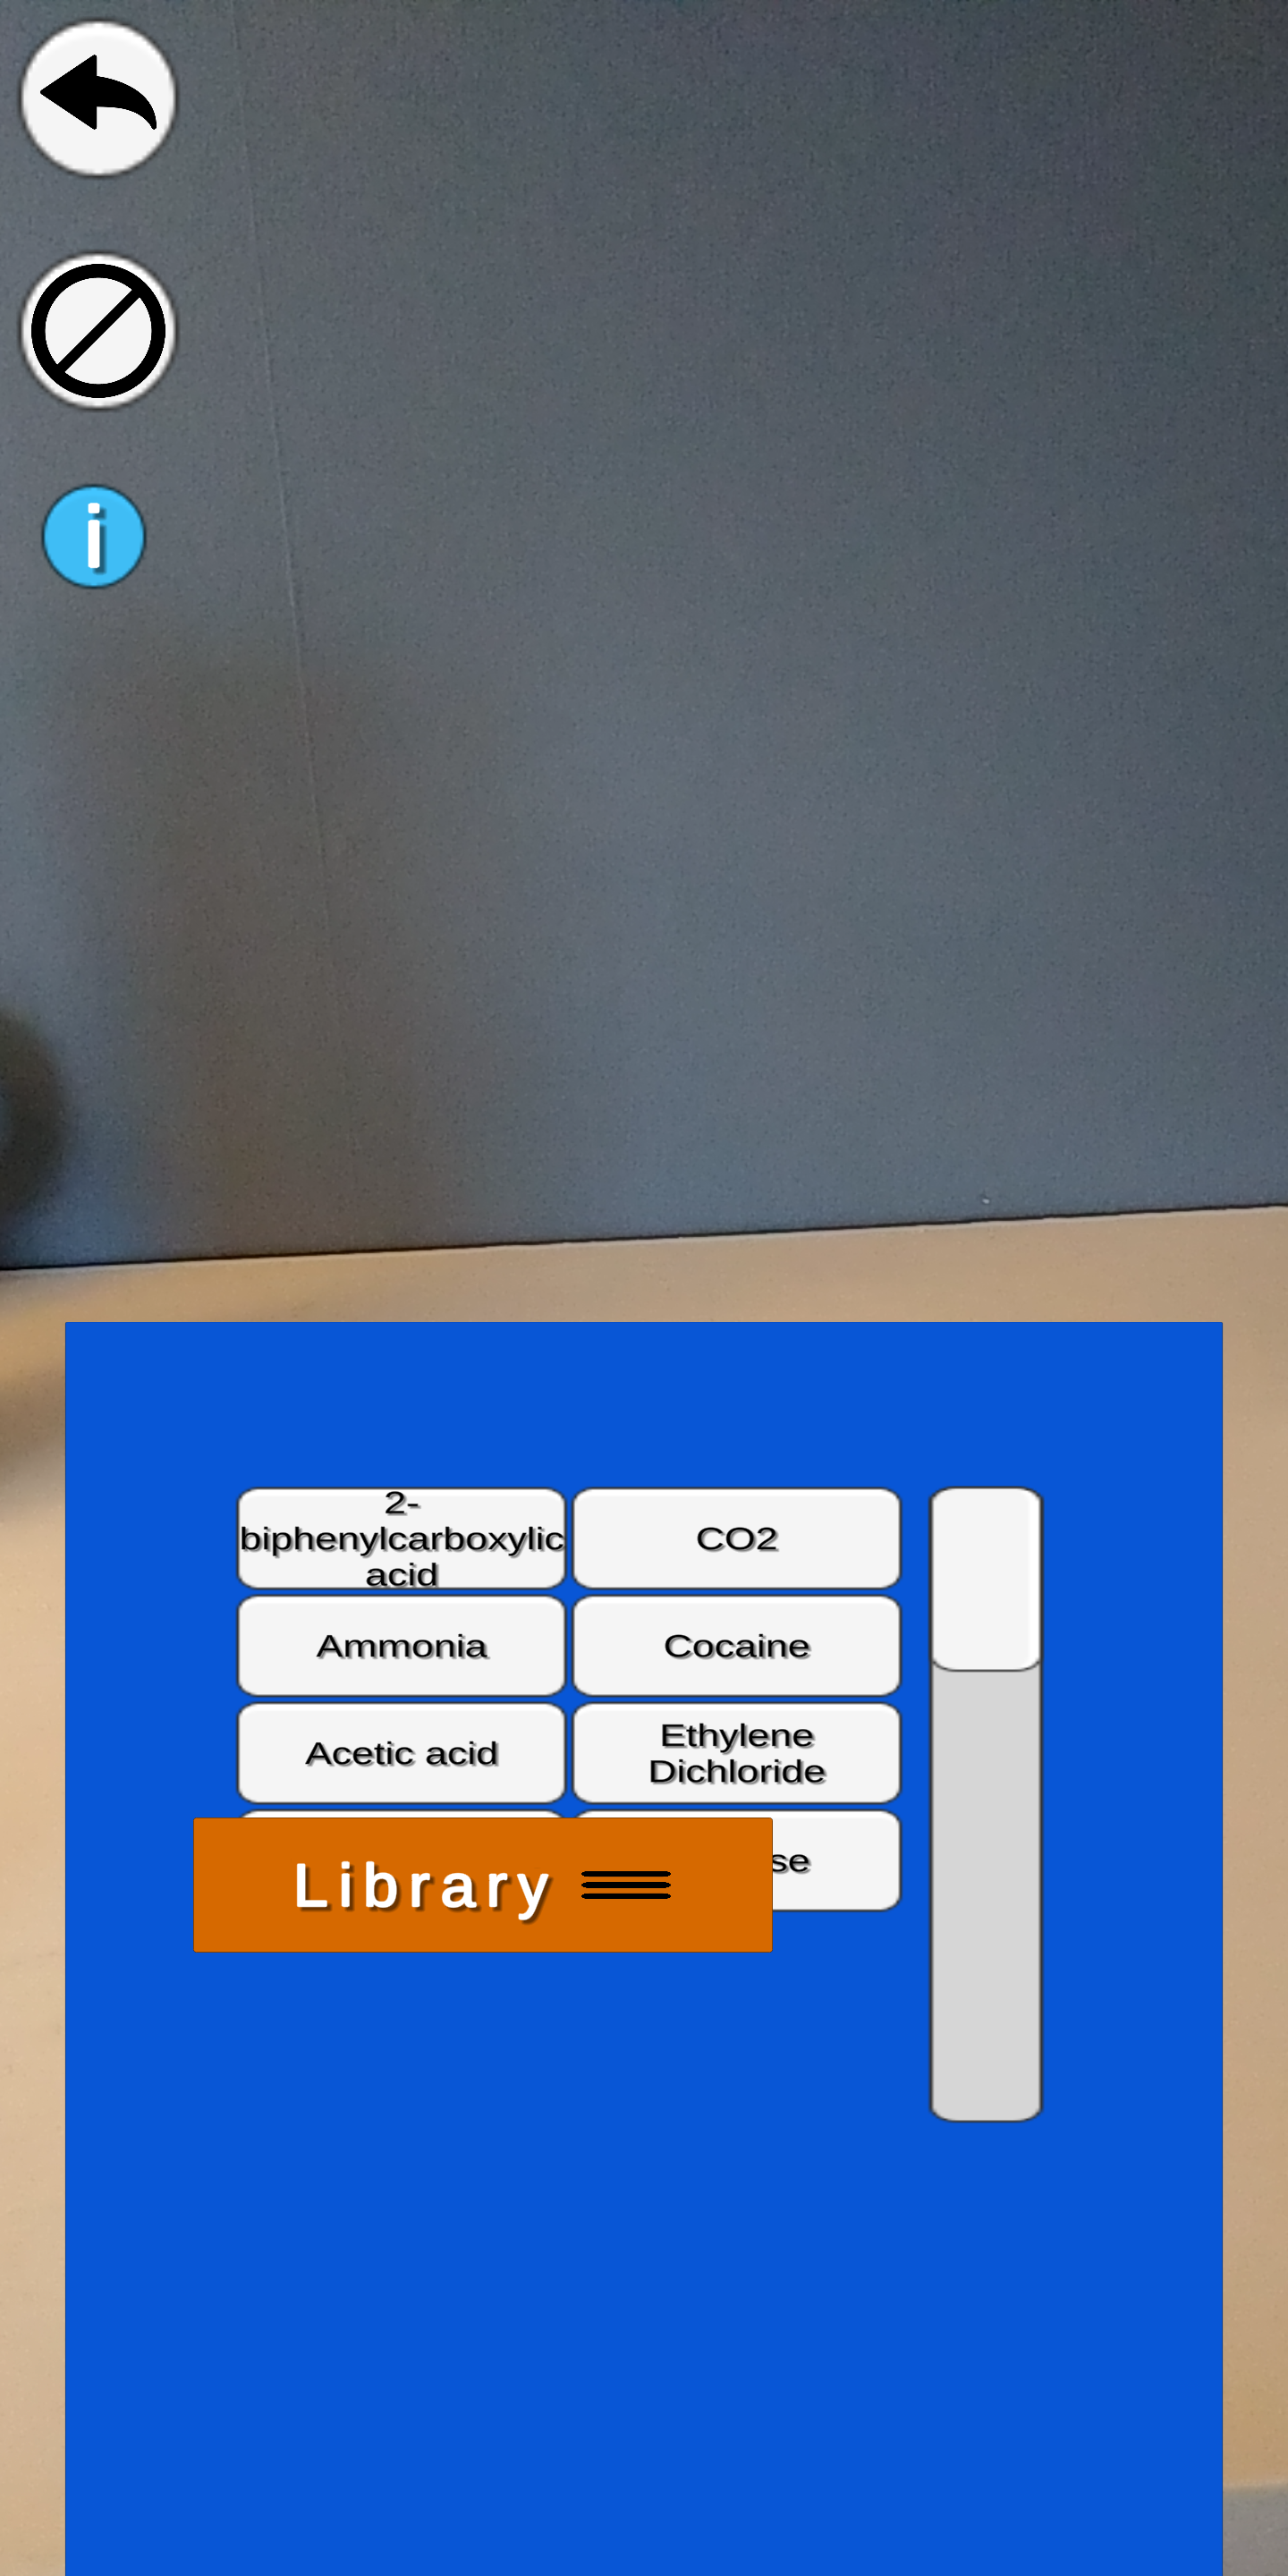 i
2-
biphenylcarboxylic
acid
CO2
Ammonia
Cocaine
Acetic acid
Ethylene
Dichloride
Library